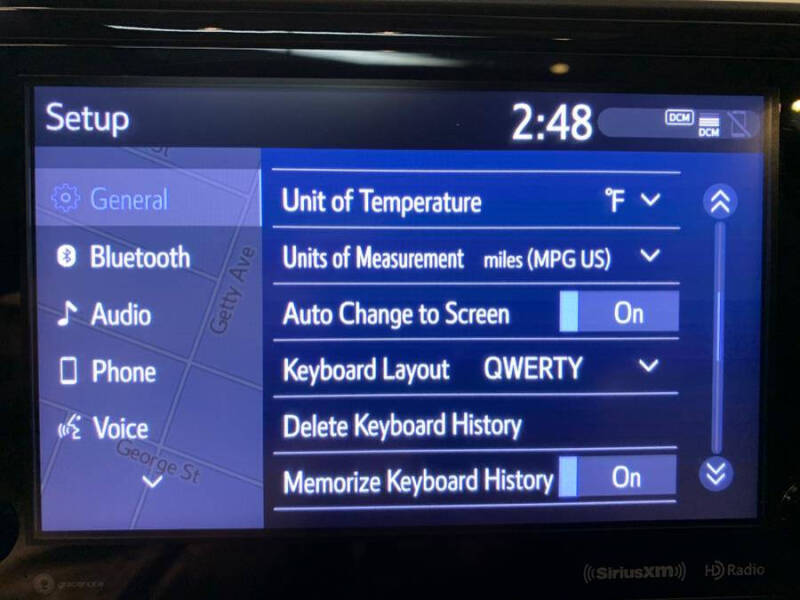 Setup
2:48
DCM
DCM
General
Bluetooth
Audio
Phone
Voice
Getty Ave
George St
St
Unit of Temperature °F
Units of Measurement miles (MPG US)
Auto Change to Screen On
Keyboard Layout QWERTY
Delete Keyboard History
Memorize Keyboard History On
gracenote
((SiriusXM))
HD Radio